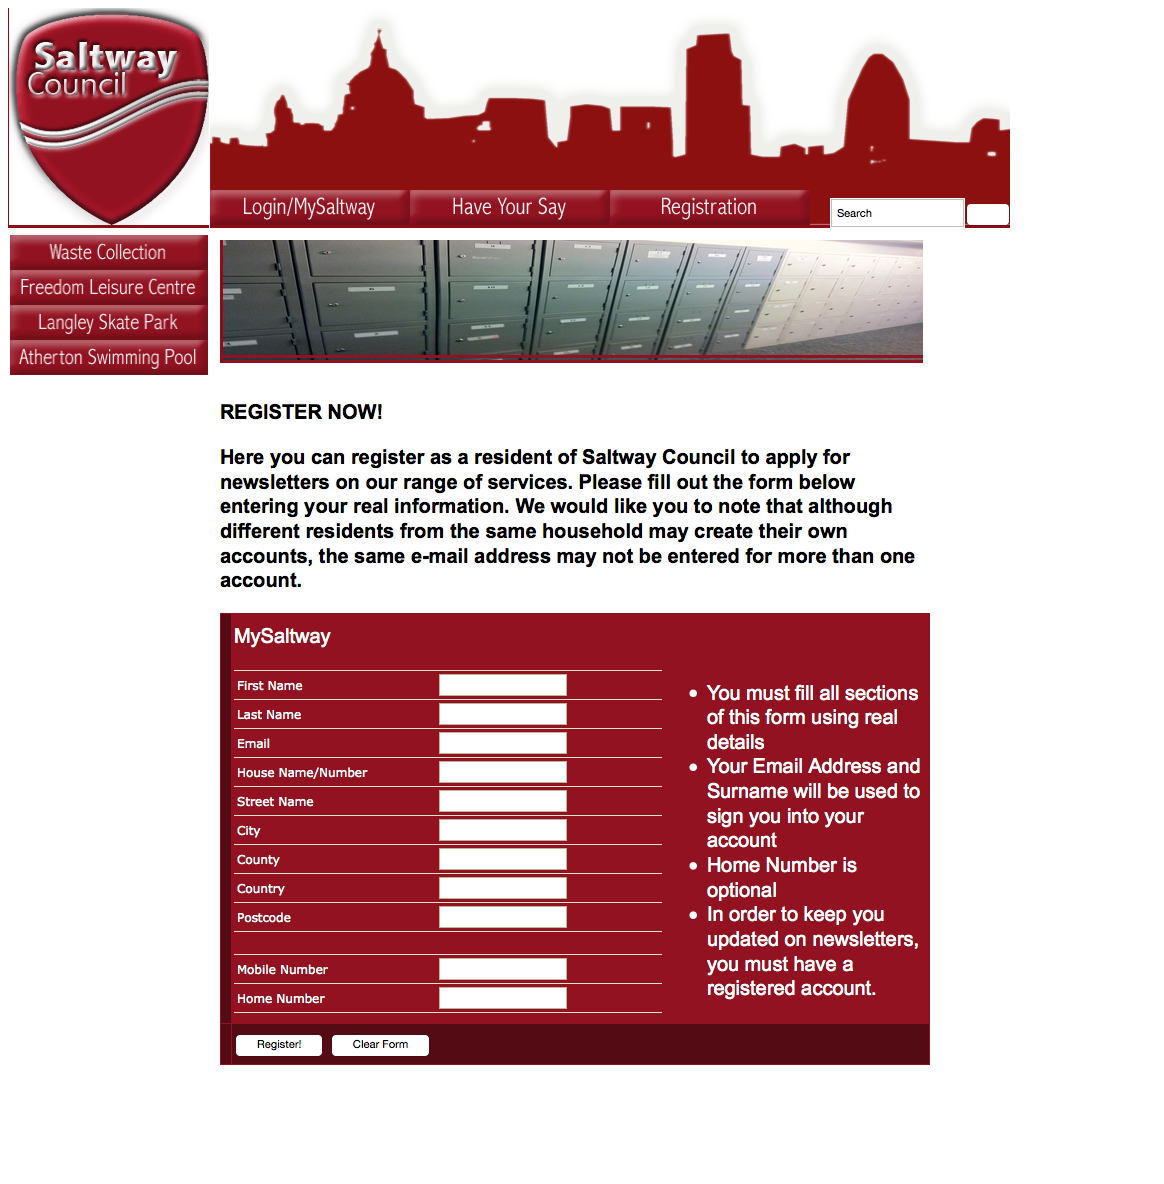 Saltway
Council
Login/MySaltway
Have Your Say
Registration
Search
Waste Collection
Freedom Leisure Centre
Langley Skate Park
Atherton Swimming Pool
REGISTER NOW!
Here you can register as a resident of Saltway Council to apply for
newsletters on our range of services. Please fill out the form below
entering your real information. We would like you to note that although
different residents from the same household may create their own
accounts, the same e-mail address may not be entered for more than one
account.
MySaltway
First Name
Last Name
Email
House Name/Number
Street Name
City
County
Country
Postcode
Mobile Number
Home Number
You must fill all sections
of this form using real
details
Your Email Address and
Surname will be used to
sign you into your
account
Home Number is
optional
In order to keep you
updated on newsletters,
you must have a
registered account.
Register!
Clear Form